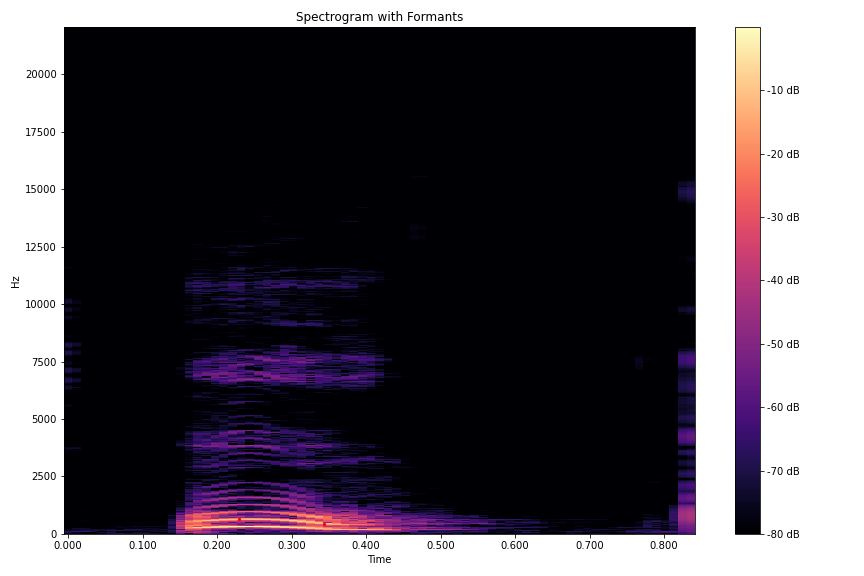 Spectrogram with Formants
20000
17500
15000
12500
10000
7500
5000
2500
0
Hz
0.000 0.100 0.200 0.300 0.400 0.500 0.600 0.700 0.800
Time
-10 dB
-20 dB
-30 dB
-40 dB
-50 dB
-60 dB
-70 dB
-80 dB